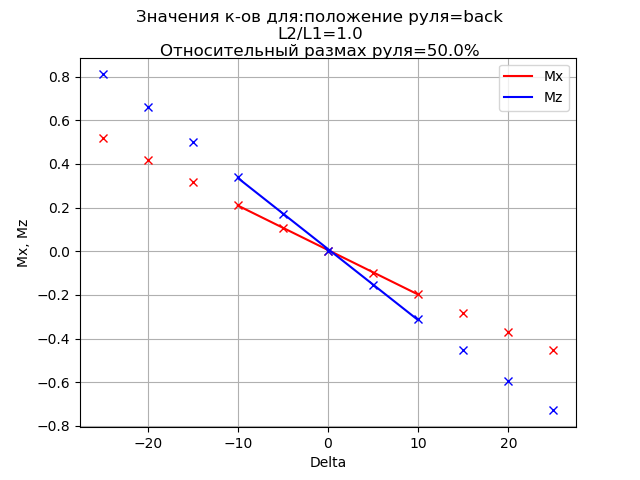 Значения к-ов для:положение руля=back
L2/L1=1.0
Относительный размах руля=50.0%
Mx
Mz
0.8
0.6
0.4
0.2
0.0
−0.2
−0.4
−0.6
−0.8
Mx, Mz
−20
−10
0
10
20
Delta